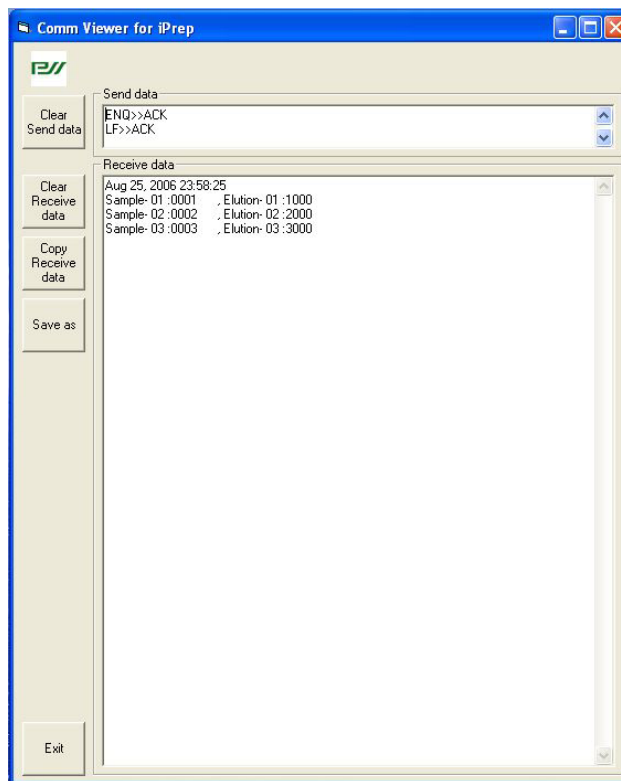 Comm Viewer for iPrep
Send data
Clear
Send data
ENQ>>ACK
LF>>ACK
Receive data
Clear
Receive
data
Copy
Receive
data
Save as
Aug 25, 2006 23:58:25
Sample- 01 :0001 , Elution- 01 :1000
Sample- 02 :0002 , Elution- 02 :2000
Sample- 03 :0003 , Elution- 03 :3000
Exit